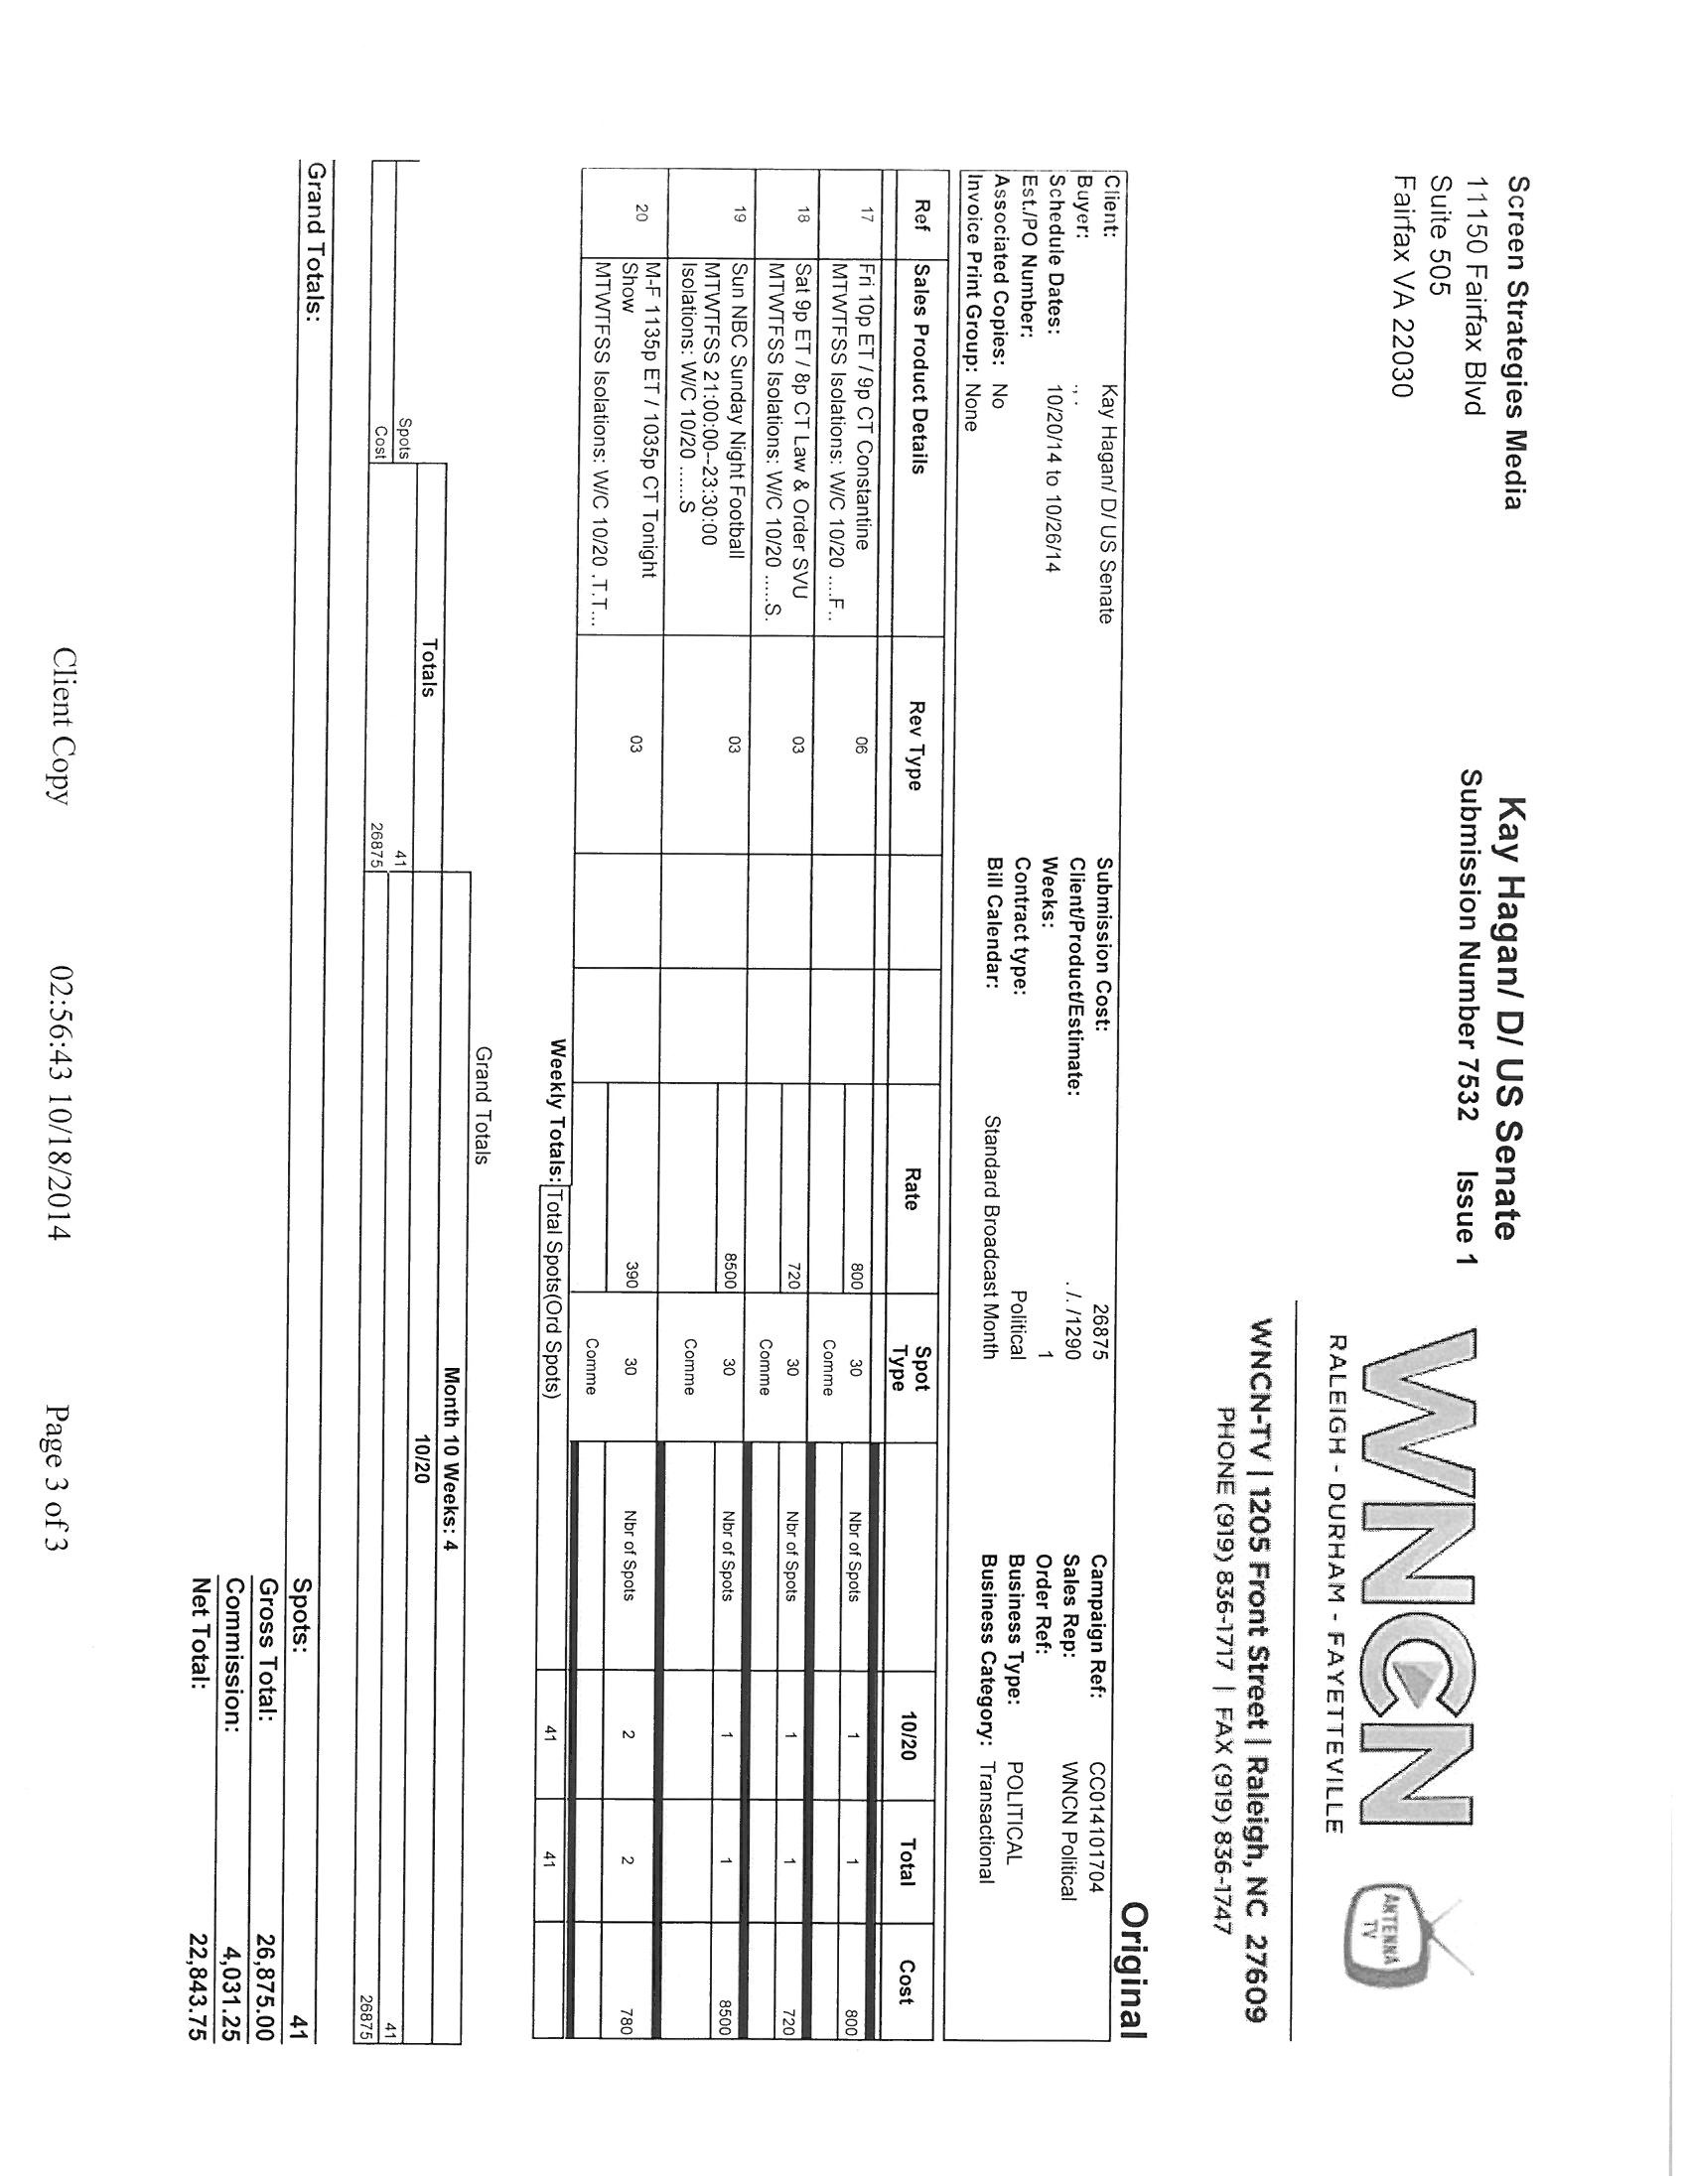 Screen Strategies Media
11150 Fairfax Blvd
Suite 505
Fairfax VA 22030
Kay Hagan/ D/ US Senate
Submission Number 7532 Issue 1
WNCN
RALEIGH - DURHAM - FAYETTEVILLE
ANTENNA
TV
WNCN-TV | 1205 Front Street | Raleigh, NC 27609
PHONE (919) 836-1717 | FAX (919) 836-1747
Original
Client: Kay Hagan/ D/ US Senate Submission Cost: 26875 Campaign Ref: CC014101704
Buyer: ., . Client/Product/Estimate: ./. /1290 Sales Rep: WNCN Political
Schedule Dates: 10/20/14 to 10/26/14 Weeks: 1 Order Ref:
Est./PO Number: Contract type: Political Business Type: POLITICAL
Associated Copies: No Bill Calendar: Standard Broadcast Month Business Category: Transactional
Invoice Print Group: None
Ref Sales Product Details Rev Type Rate Spot Type 10/20 Total Cost
17 Fri 10p ET / 9p CT Constantine 06 800 30 Nbr of Spots 1 1 800
MTWTFSS Isolations: W/C 10/20 ....F.. Comme
18 Sat 9p ET / 8p CT Law & Order SVU 03 720 30 Nbr of Spots 1 1 720
MTWTFSS Isolations: W/C 10/20 .....S. Comme
19 Sun NBC Sunday Night Football 03 8500 30 Nbr of Spots 1 1 8500
MTWTFSS 21:00:00--23:30:00
Isolations: W/C 10/20 ......S Comme
20 M-F 1135p ET / 1035p CT Tonight 03 390 30 Nbr of Spots 2 2 780
Show
MTWTFSS Isolations: W/C 10/20 .T.T... Comme
Weekly Totals: Total Spots(Ord Spots) 41 41
Grand Totals
Month 10 Weeks: 4
Totals 10/20
Spots 41 41
Cost 26875 26875
Grand Totals: Spots: 41
Gross Total: 26,875.00
Commission: 4,031.25
Net Total: 22,843.75
Client Copy 02:56:43 10/18/2014 Page 3 of 3